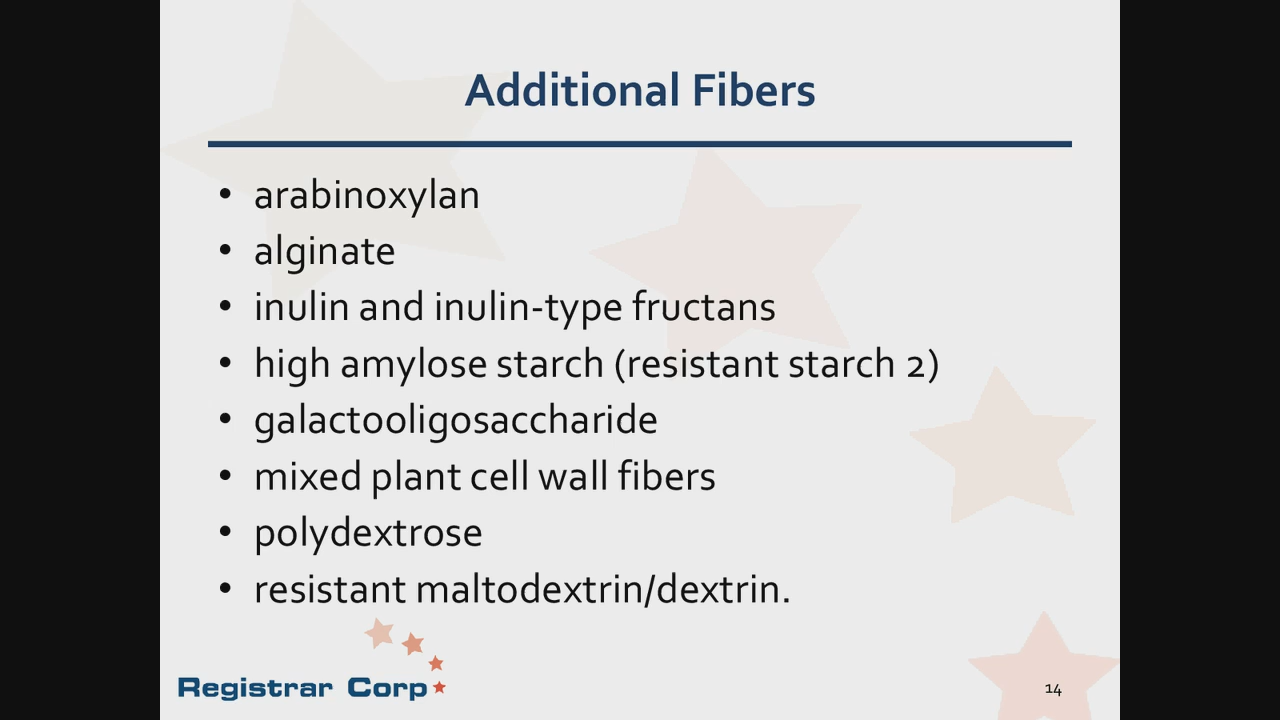 Additional Fibers
• arabinoxylan
• alginate
• inulin and inulin-type fructans
• high amylose starch (resistant starch 2)
• galactooligosaccharide
• mixed plant cell wall fibers
• polydextrose
• resistant maltodextrin/dextrin.
Registrar Corp
14